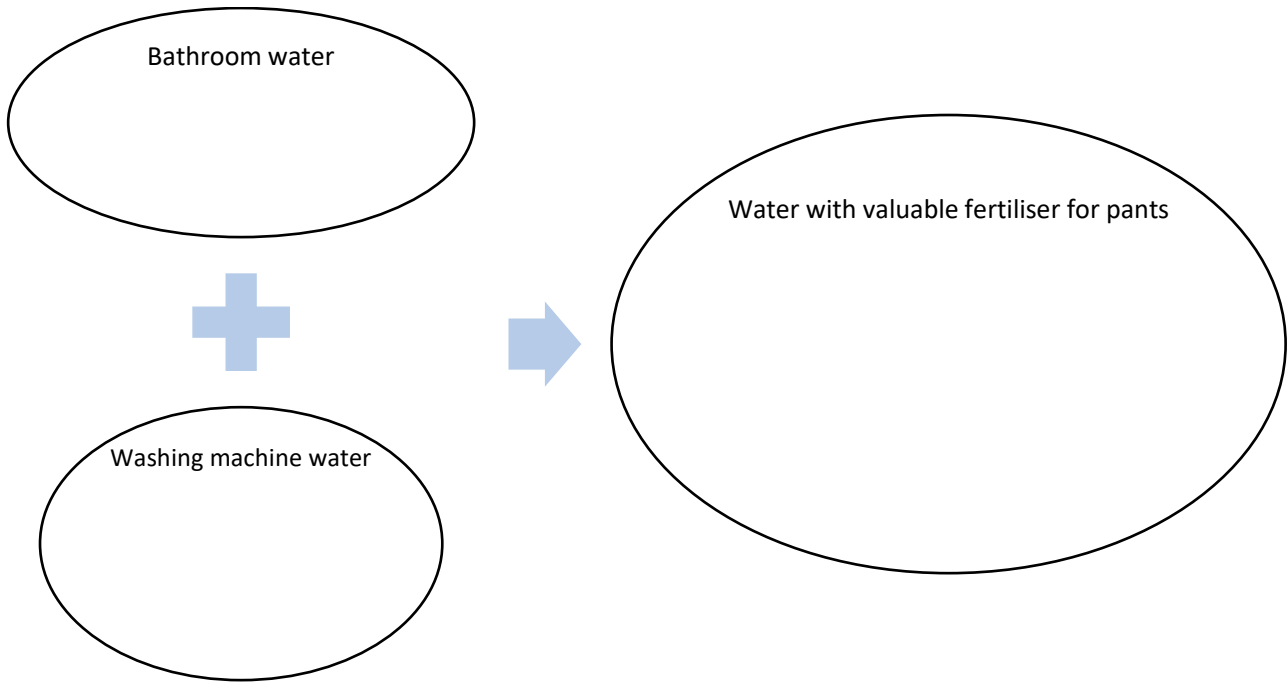 Bathroom water
Water with valuable fertiliser for pants
Washing machine water